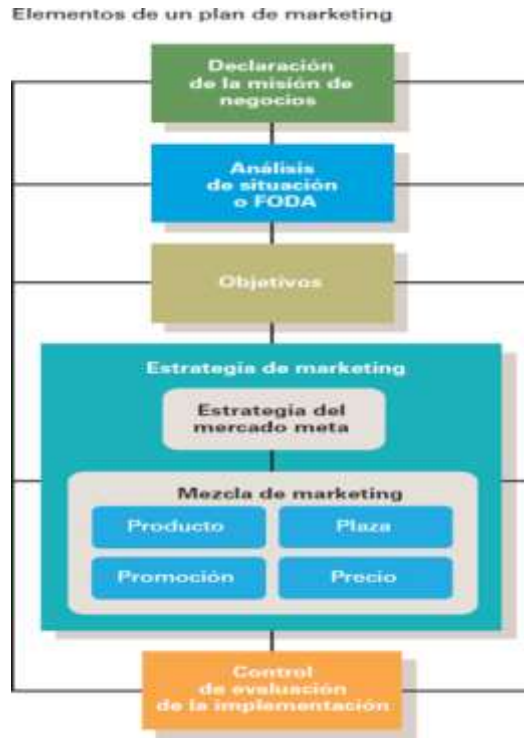 Elementos de un plan de marketing
Declaración
de la misión de
negocios
Análisis
de situación
o FODA
Objetivos
Estrategia de marketing
Estrategia del
mercado meta
Mezcla de marketing
Producto
Plaza
Promoción
Precio
Control
de evaluación
de la implementación